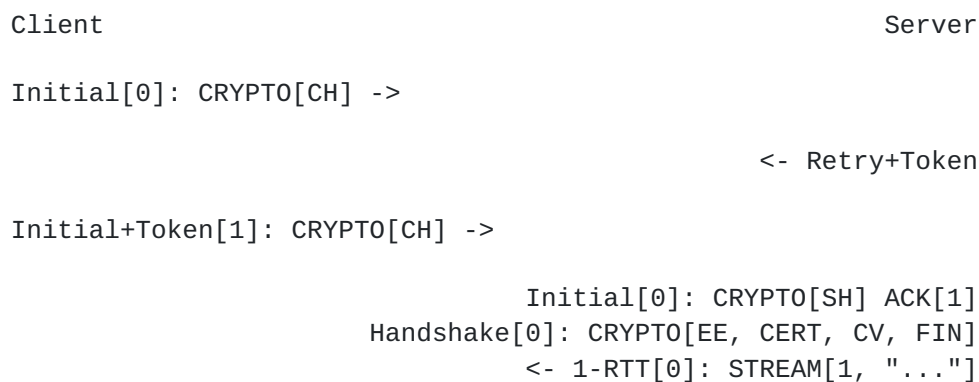 Client                                                  Server
Initial[0]: CRYPTO[CH] ->
<- Retry+Token
Initial+Token[1]: CRYPTO[CH] ->
Initial[0]: CRYPTO[SH] ACK[1]
Handshake[0]: CRYPTO[EE, CERT, CV, FIN]
<- 1-RTT[0]: STREAM[1, "..."]